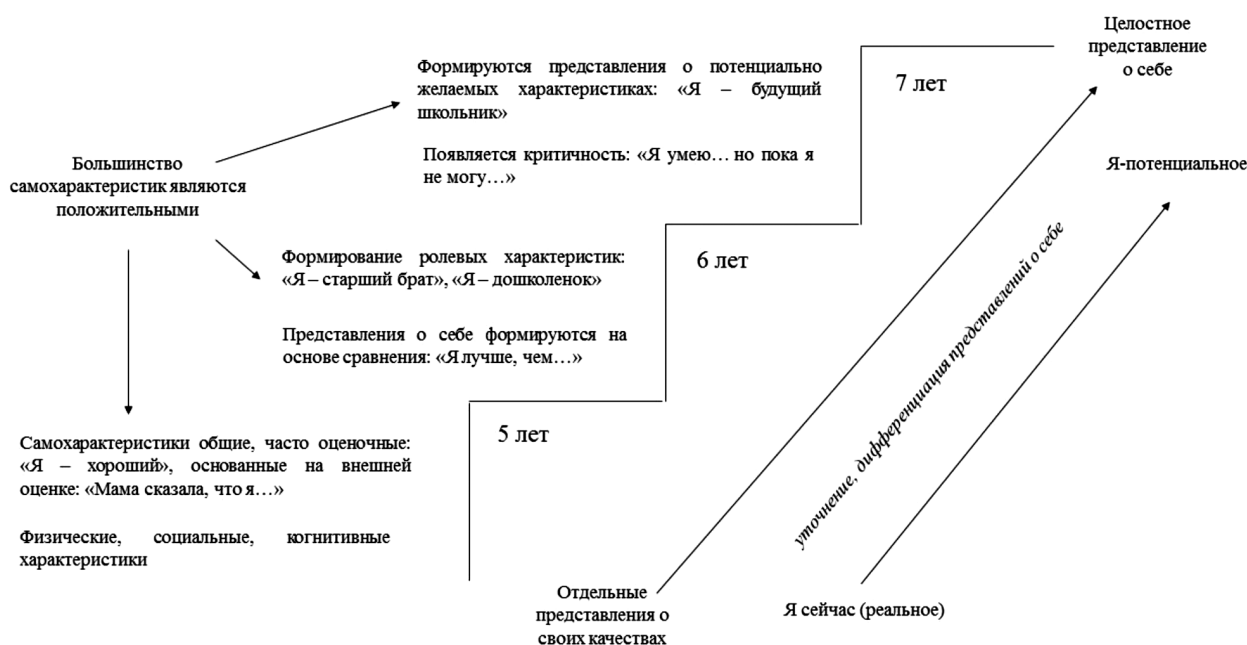 Целостное
представление
о себе
Формируются представления о потенциально
желаемых характеристиках: «Я – будущий
школьник»
7 лет
Появляется критичность: «Я умею… но пока я
не могу…»
Большинство
самохарактеристик являются
положительными
Я-потенциальное
Формирование ролевых характеристик:
«Я – старший брат», «Я – дошколенок»
6 лет
Представления о себе формируются на
основе сравнения: «Я лучше, чем…»
уточнение, дифференциация представлений о себе
5 лет
Самохарактеристики общие, часто оценочные:
«Я – хороший», основанные на внешней
оценке: «Мама сказала, что я…»
Физические, социальные, когнитивные
характеристики
Отдельные
представления о
своих качествах
Я сейчас (реальное)